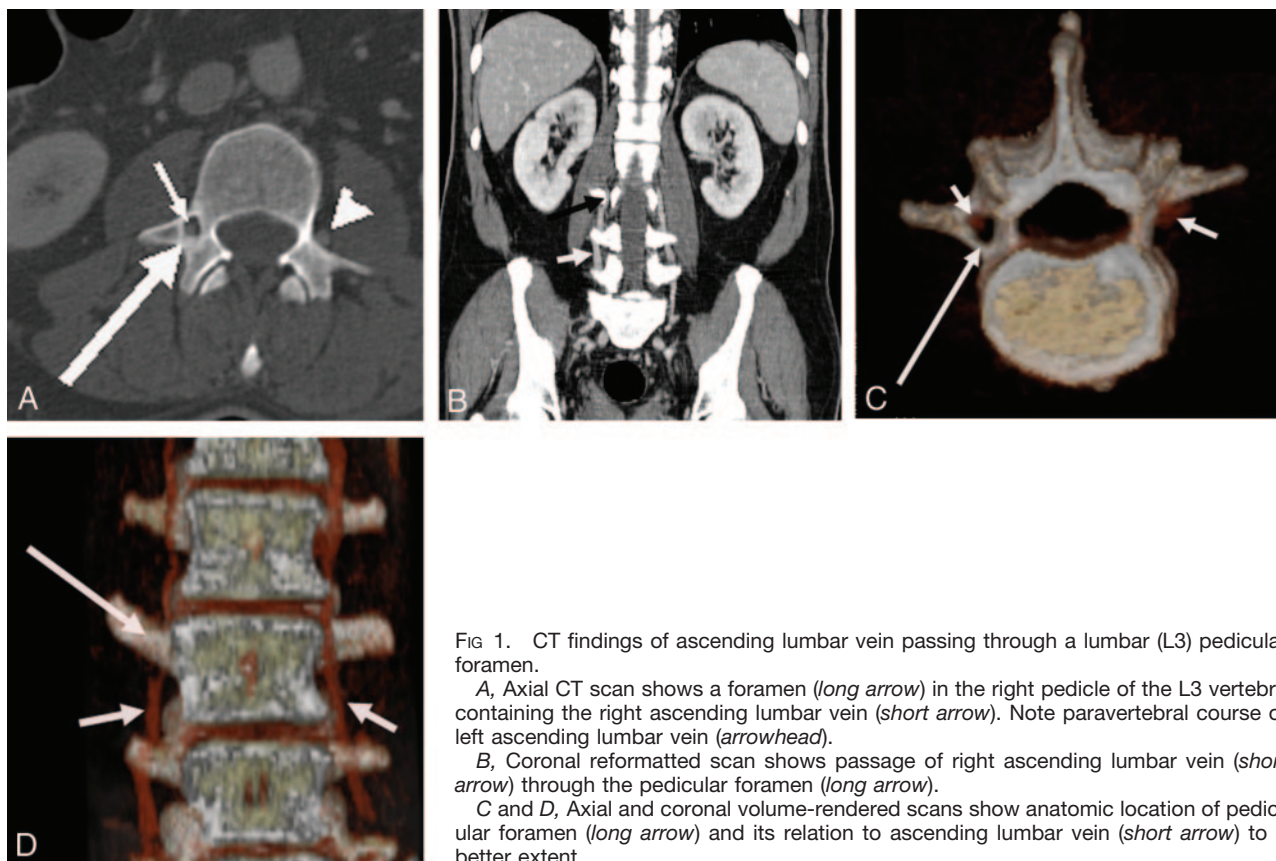 A
B
C
D
FIG 1. CT findings of ascending lumbar vein passing through a lumbar (L3) pedicula
foramen.
A, Axial CT scan shows a foramen (long arrow) in the right pedicle of the L3 vertebr
containing the right ascending lumbar vein (short arrow). Note paravertebral course o
left ascending lumbar vein (arrowhead).
B, Coronal reformatted scan shows passage of right ascending lumbar vein (shor
arrow) through the pedicular foramen (long arrow).
C and D, Axial and coronal volume-rendered scans show anatomic location of pedic-
ular foramen (long arrow) and its relation to ascending lumbar vein (short arrow) to
better extent